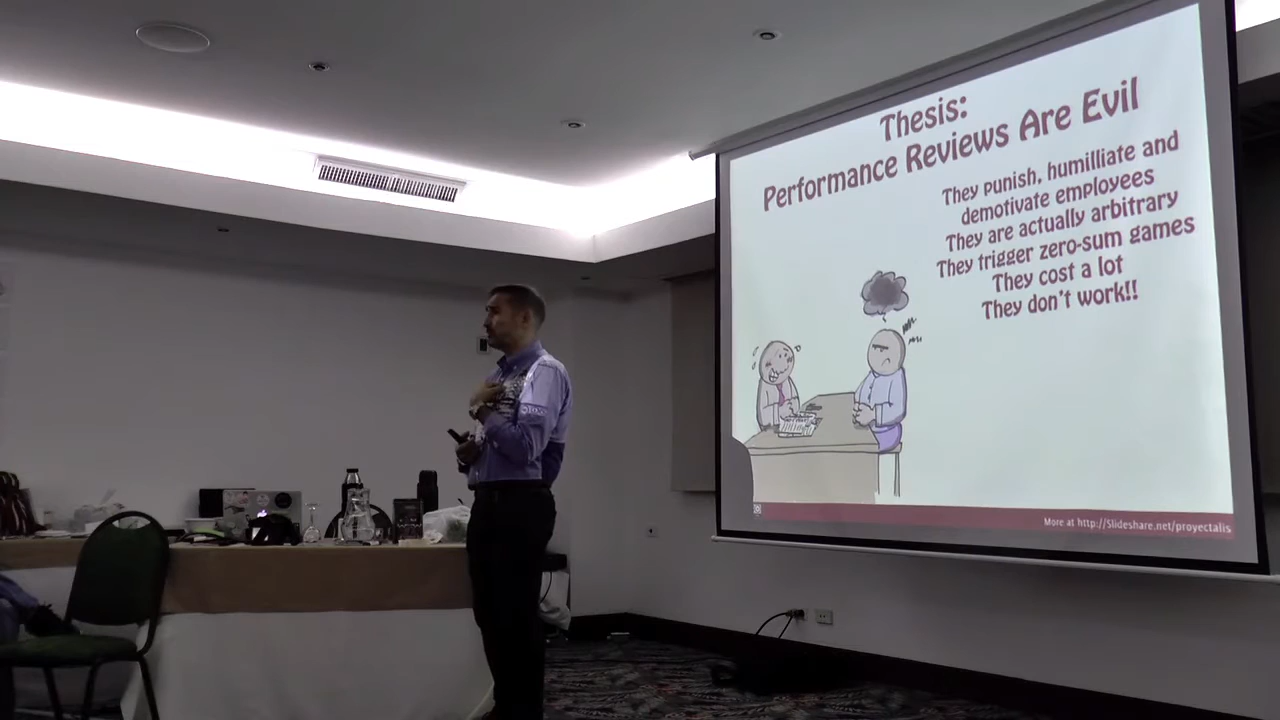 Thesis:
Performance Reviews Are Evil
They punish, humilliate and
demotivate employees
They are actually arbitrary
They trigger zero-sum games
They cost a lot
They don't work!!
More at http://Slideshare.net/proyectalis